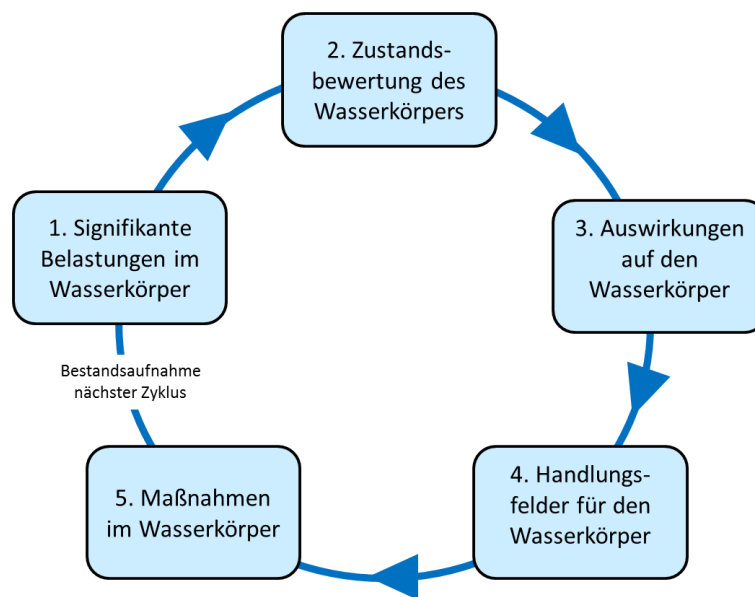 1. Signifikante
Belastungen im
Wasserkörper
2. Zustands-
bewertung des
Wasserkörpers
3. Auswirkungen
auf den
Wasserkörper
4. Handlungs-
felder für den
Wasserkörper
5. Maßnahmen
im Wasserkörper
Bestandsaufnahme
nächster Zyklus